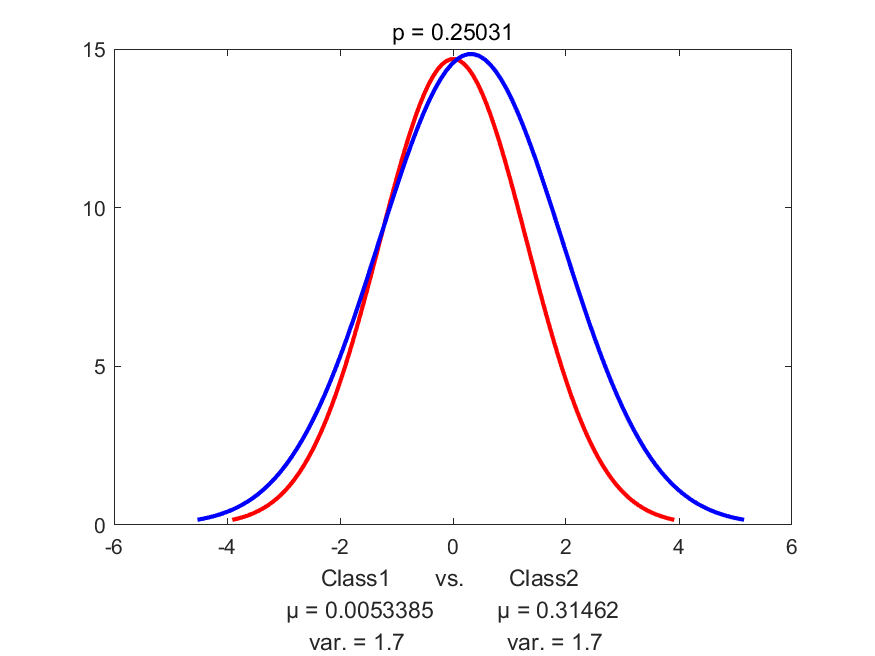 p = 0.25031
15
10
5
0
-6 -4 -2 0 2 4 6
Class1 vs. Class2
μ = 0.0053385 μ = 0.31462
var. = 1.7 var. = 1.7